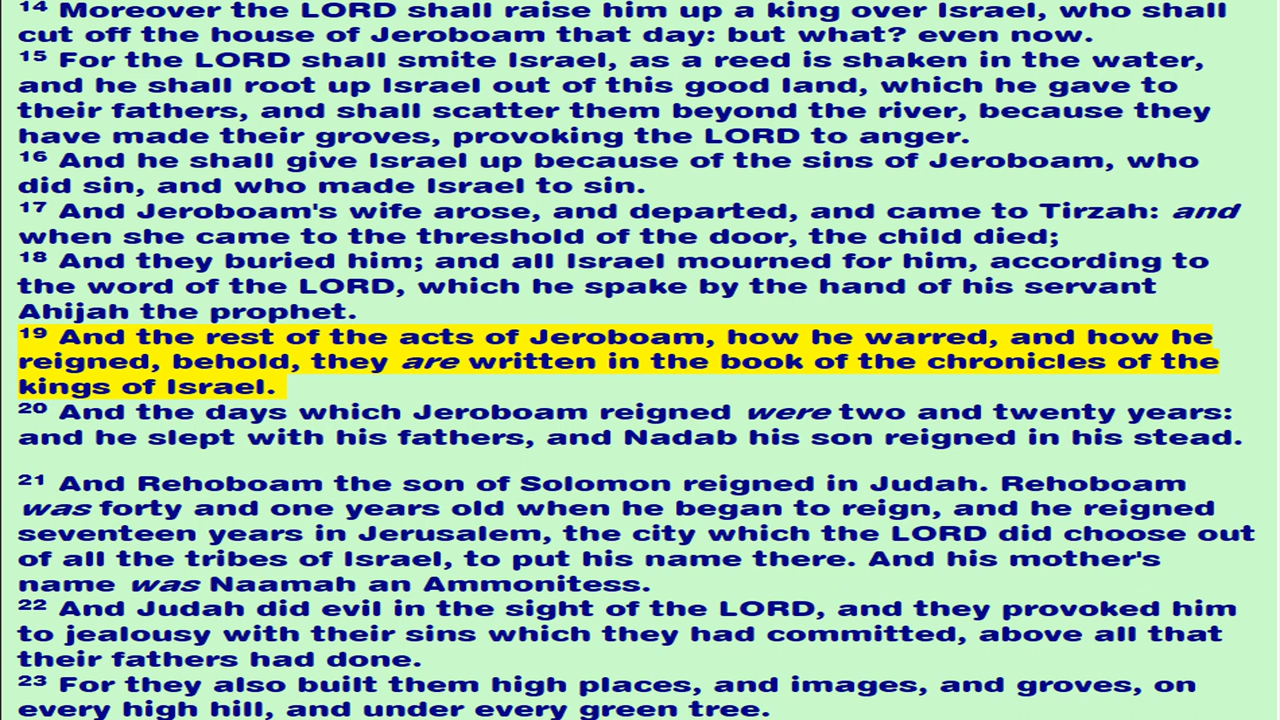 14 Moreover the LORD shall raise him up a king over Israel, who shall
cut off the house of Jeroboam that day: but what? even now.
15 For the LORD shall smite Israel, as a reed is shaken in the water,
and he shall root up Israel out of this good land, which he gave to
their fathers, and shall scatter them beyond the river, because they
have made their groves, provoking the LORD to anger.
16 And he shall give Israel up because of the sins of Jeroboam, who
did sin, and who made Israel to sin.
17 And Jeroboam's wife arose, and departed, and came to Tirzah: and
when she came to the threshold of the door, the child died;
18 And they buried him; and all Israel mourned for him, according to
the word of the LORD, which he spake by the hand of his servant
Ahijah the prophet.
19 And the rest of the acts of Jeroboam, how he warred, and how he
reigned, behold, they are written in the book of the chronicles of the
kings of Israel.
20 And the days which Jeroboam reigned were two and twenty years:
and he slept with his fathers, and Nadab his son reigned in his stead.
21 And Rehoboam the son of Solomon reigned in Judah. Rehoboam
was forty and one years old when he began to reign, and he reigned
seventeen years in Jerusalem, the city which the LORD did choose out
of all the tribes of Israel, to put his name there. And his mother's
name was Naamah an Ammonitess.
22 And Judah did evil in the sight of the LORD, and they provoked him
to jealousy with their sins which they had committed, above all that
their fathers had done.
23 For they also built them high places, and images, and groves, on
every high hill, and under every green tree.